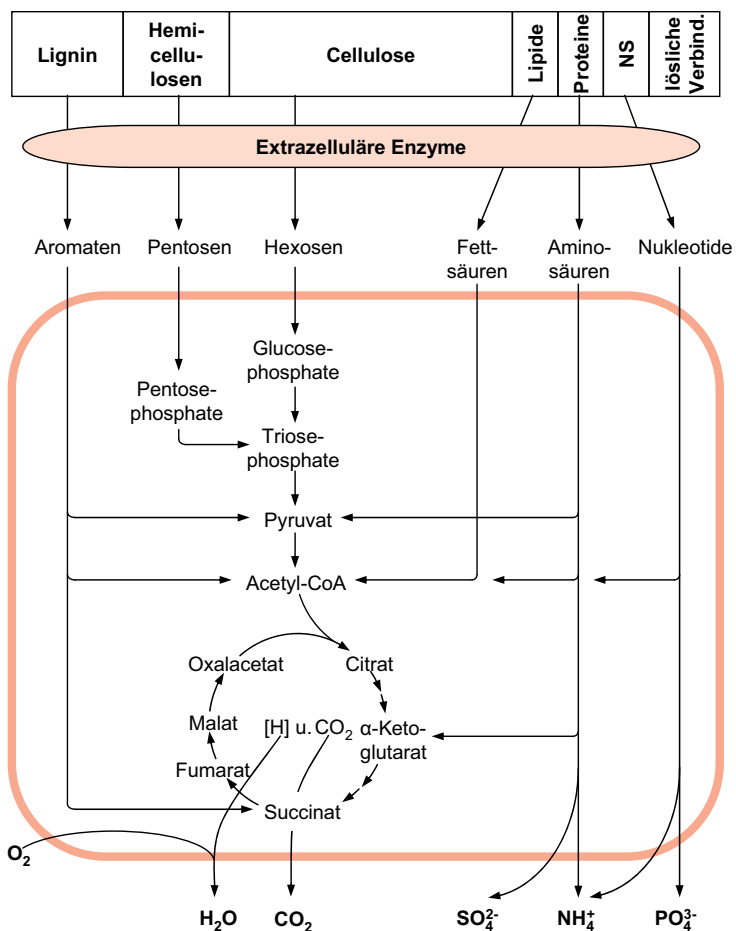 Lignin
Hemi-
cellu-
losen
Cellulose
Lipide
Proteine
NS
lösliche
Verbind.
Extrazelluläre Enzyme
Aromaten
Pentosen
Hexosen
Fett-
säuren
Amino-
säuren
Nukleotide
Glucose-
phosphate
Pentose-
phosphate
Triose-
phosphate
Pyruvat
Acetyl-CoA
Oxalacetat
Citrat
Malat
[H] u. CO₂
α-Keto-
glutarat
Fumarat
Succinat
O₂
H₂O
CO₂
SO₄²⁻
NH₄⁺
PO₄³⁻